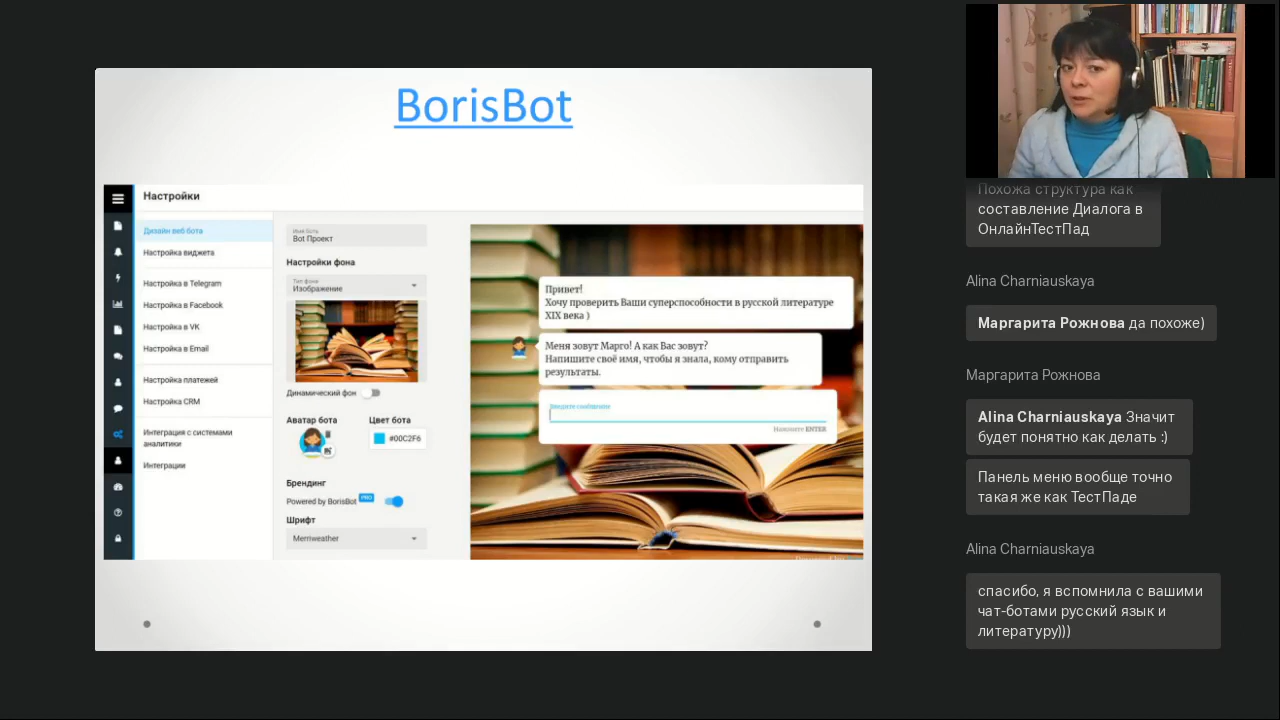 BorisBot
Настройки
Дизайн веб бота
Настройка виджета
Настройка в Telegram
Настройка в Facebook
Настройка в VK
Настройка в Email
Настройка платежей
Настройка CRM
Интеграция с системами
аналитики
Интеграции
Имя бота
Bot Проект
Настройки фона
Тип фона
Изображение
Динамический фон
Аватар бота
Цвет бота
#00C2F6
Брендинг
Powered by BorisBot PRO
Шрифт
Merriweather
Привет!
Хочу проверить Ваши суперспособности в русской литературе
XIX века )
Меня зовут Марго! А как Вас зовут?
Напишите своё имя, чтобы я знала, кому отправить
результаты.
Введите сообщение
Нажмите ENTER
Похожа структура как
составление Диалога в
ОнлайнТестПад
Alina Charniauskaya
Маргарита Рожнова да похоже)
Маргарита Рожнова
Alina Charniauskaya Значит
будет понятно как делать :)
Панель меню вообще точно
такая же как ТестПаде
Alina Charniauskaya
спасибо, я вспомнила с вашими
чат-ботами русский язык и
литературу)))